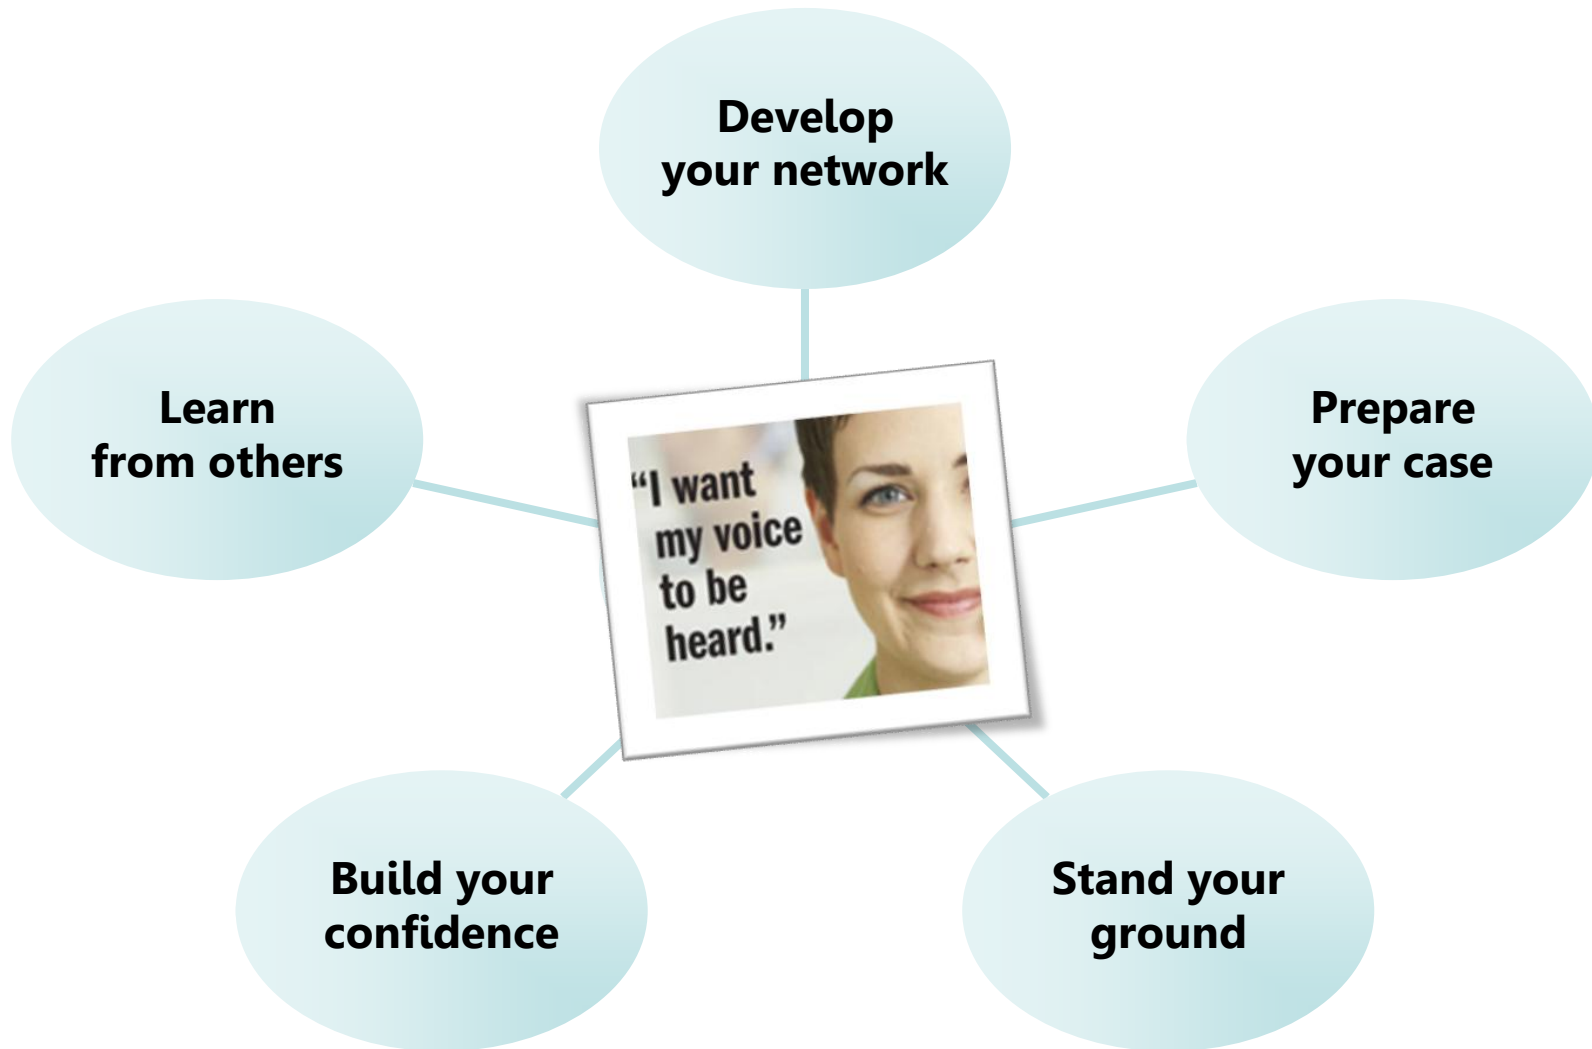 Develop
your network
Learn
from others
Prepare
your case
“I want
my voice
to be
heard.”
Build your
confidence
Stand your
ground